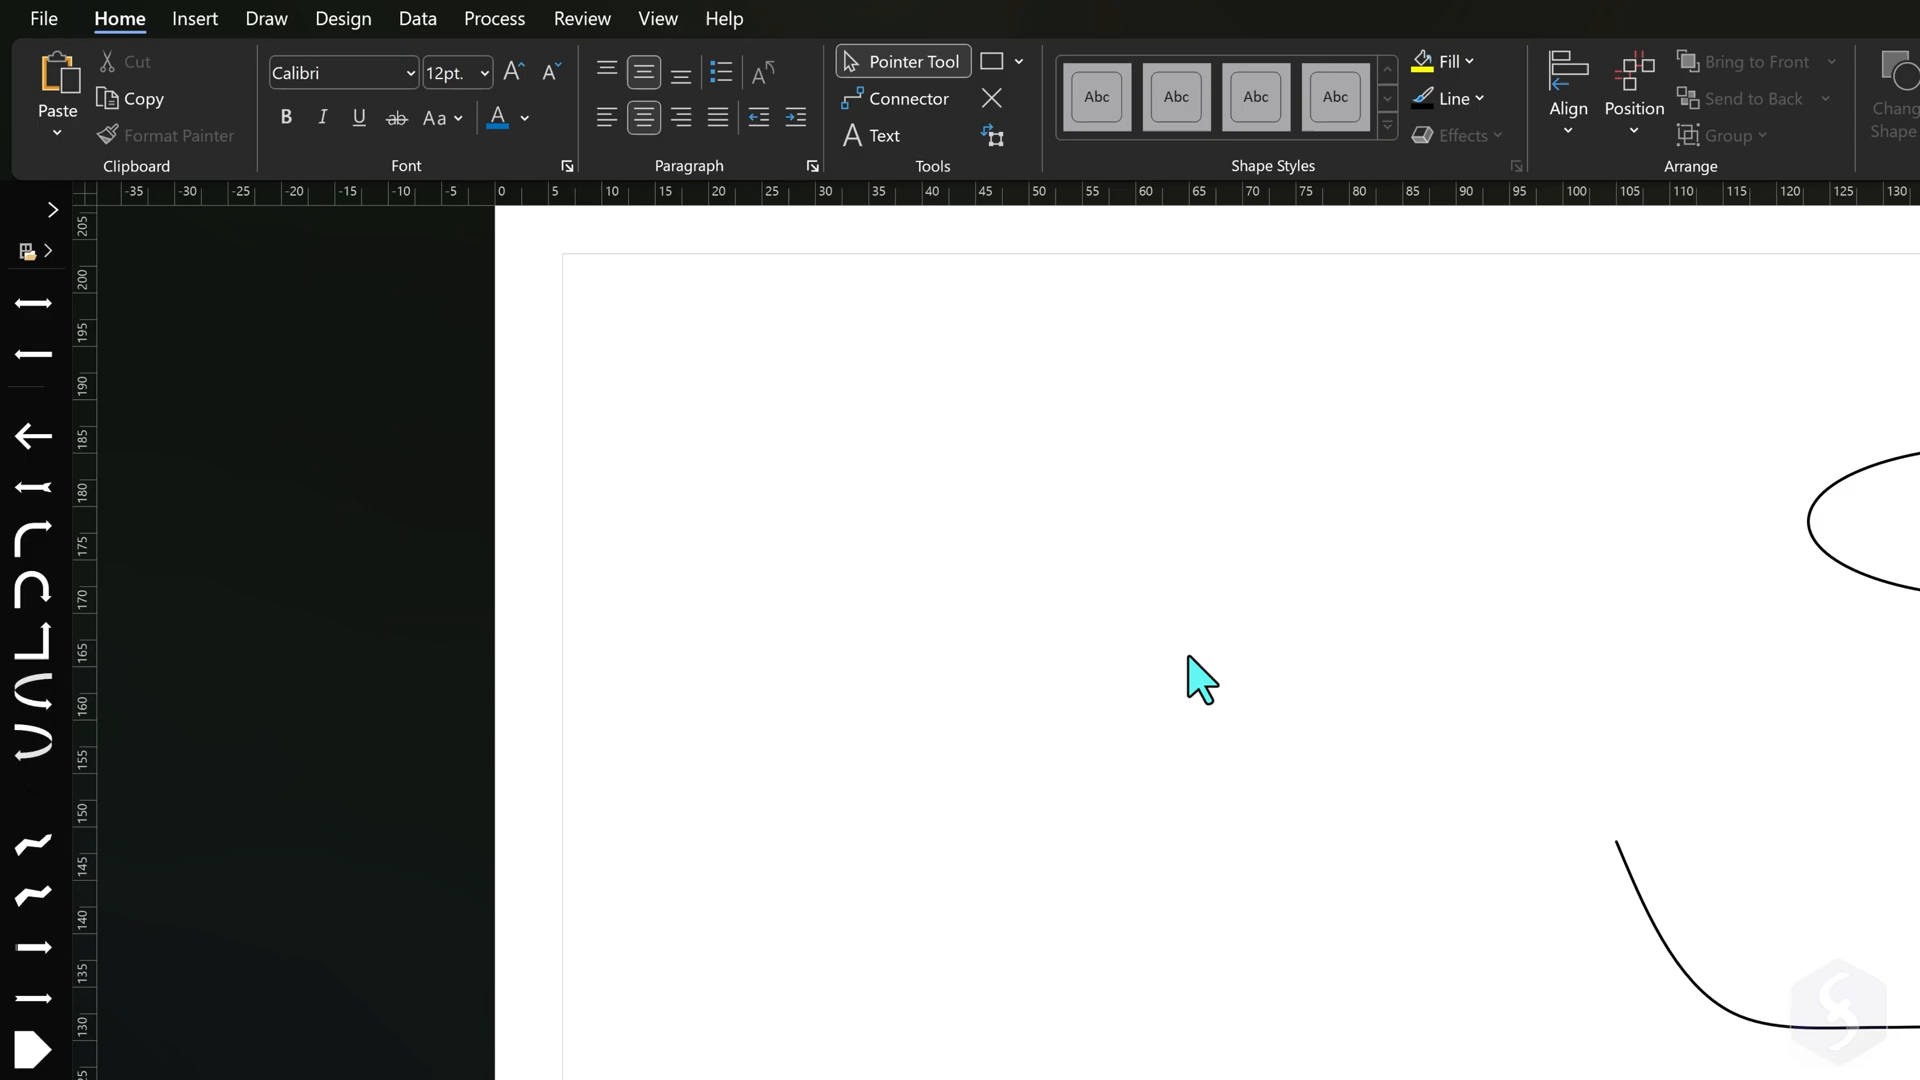 File Home Insert Draw Design Data Process Review View Help
Paste
Cut
Copy
Format Painter
Clipboard
Calibri 12pt.
B I U ab Aa A
Font
Paragraph
Pointer Tool
Connector
A Text
Tools
Abc Abc Abc Abc
Fill
Line
Effects
Shape Styles
Align
Position
Bring to Front
Send to Back
Group
Arrange
Shape
-35 -30 -25 -20 -15 -10 -5 0 5 10 15 20 25 30 35 40 45 50 55 60 65 70 75 80 85 90 95 100 105 110 115 120 125 130
205
200
195
190
185
180
175
170
165
160
155
150
145
140
135
130